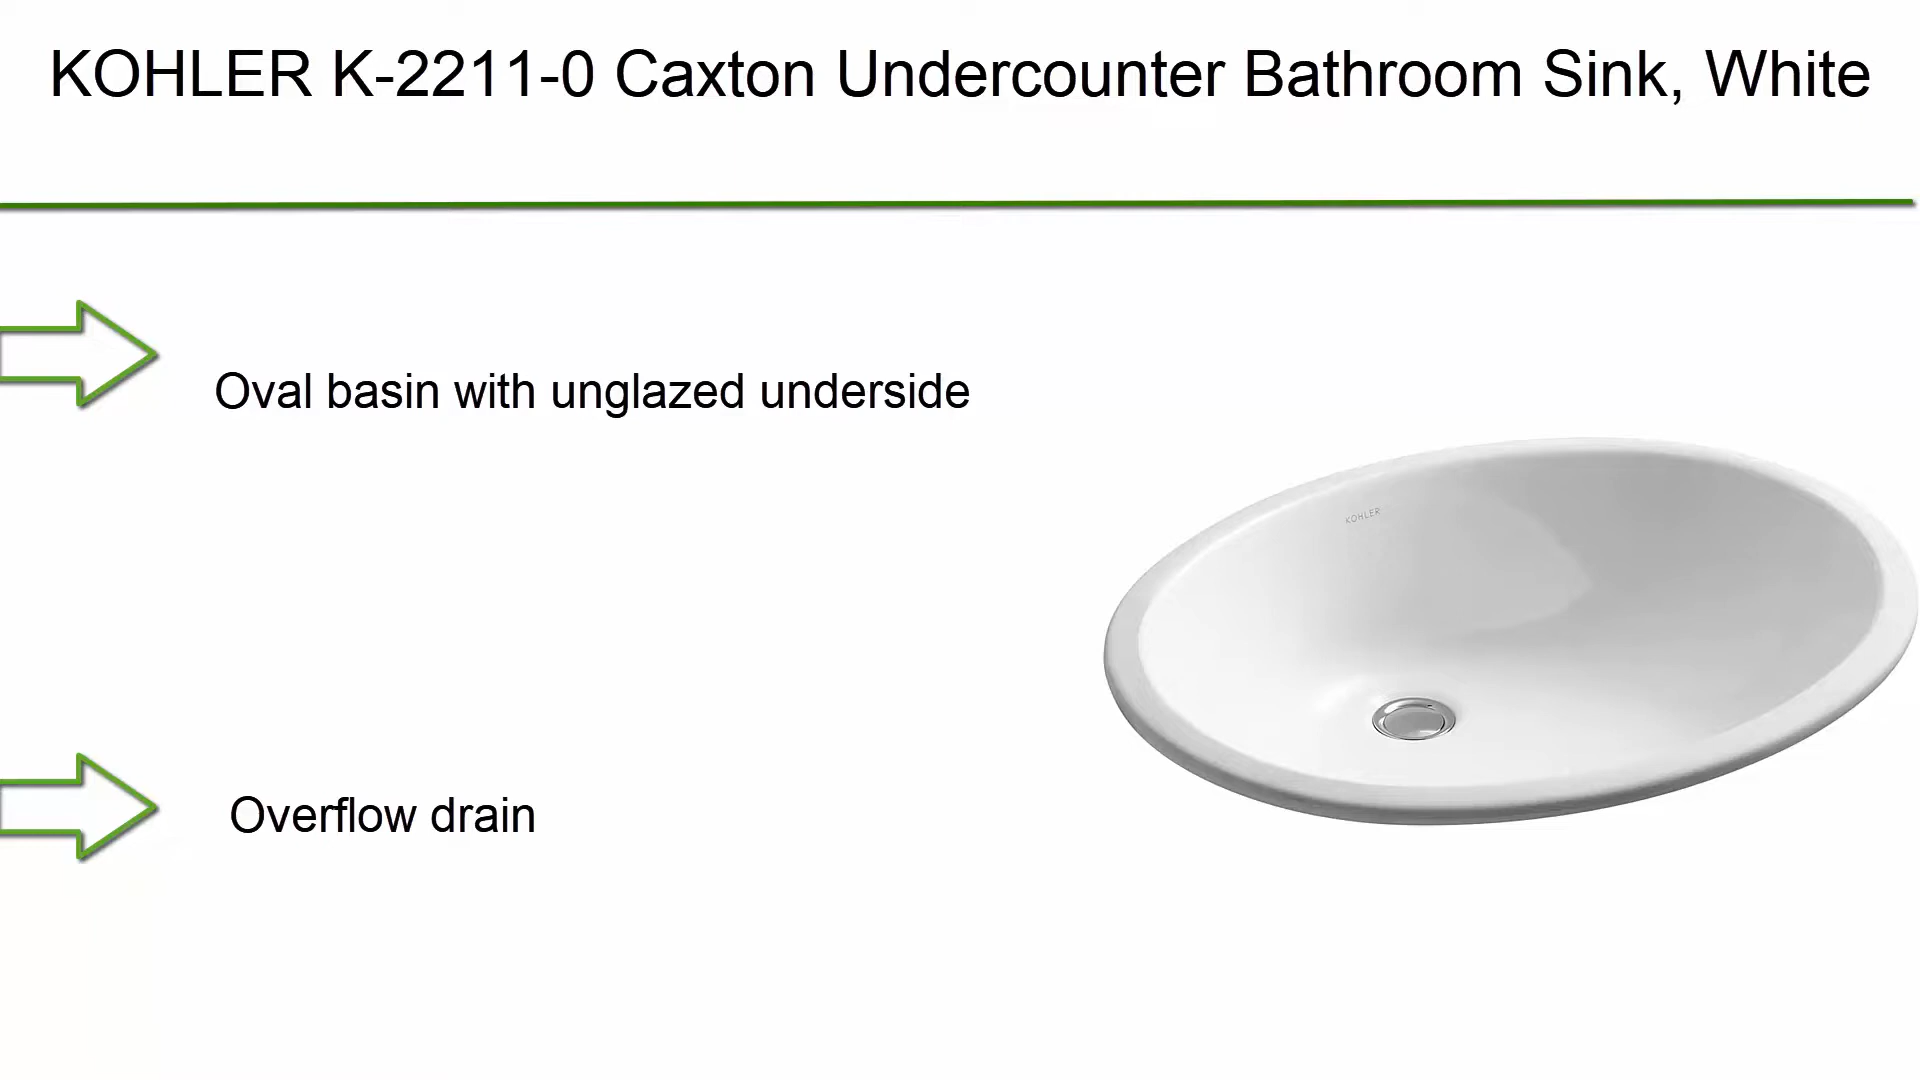 KOHLER K-2211-0 Caxton Undercounter Bathroom Sink, White
Oval basin with unglazed underside
KOHLER
Overflow drain